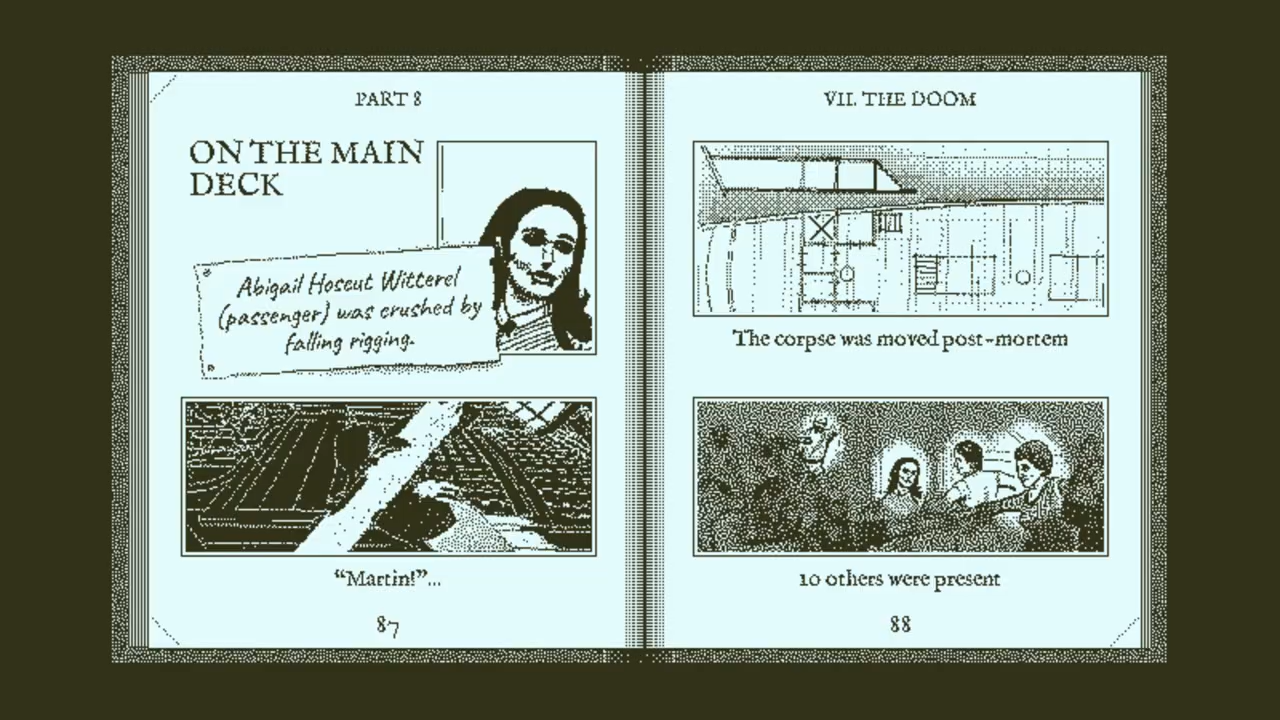 PART 8
ON THE MAIN
DECK
Abigail Hoscut Witterel
(passenger) was crushed by
falling rigging.
“Martin!”...
87
VII. THE DOOM
The corpse was moved post-mortem
10 others were present
88